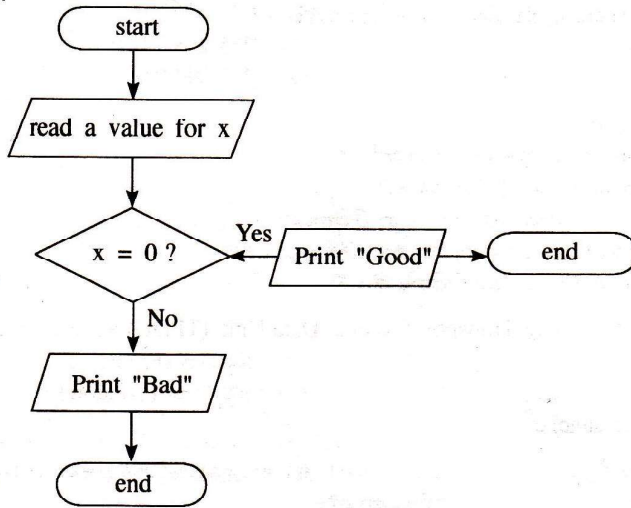 start
read a value for x
x = 0 ?
Yes
Print "Good"
end
No
Print "Bad"
end